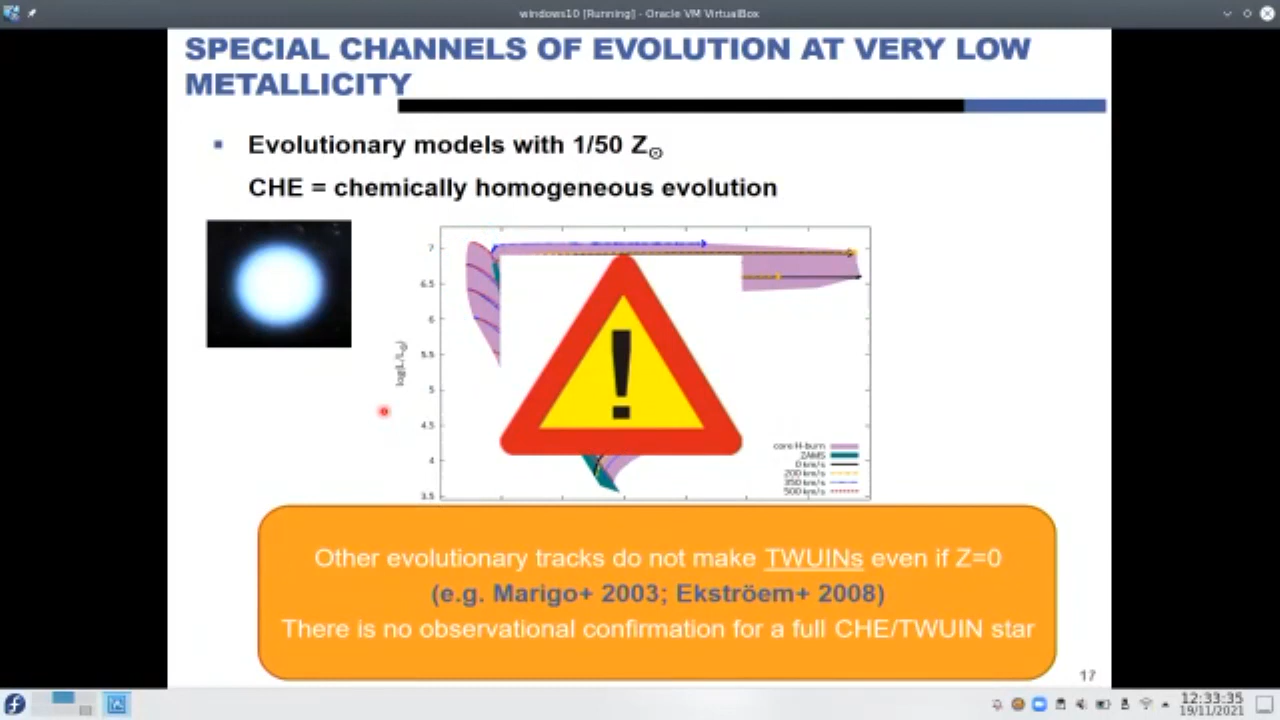 windows10 [Running] - Oracle VM VirtualBox
SPECIAL CHANNELS OF EVOLUTION AT VERY LOW
METALLICITY
Evolutionary models with 1/50 Z⊙
CHE = chemically homogeneous evolution
7
6.5
6
5.5
5
4.5
4
3.5
log(L/L⊙)
core H-burn
ZAMS
0 km/s
200 km/s
350 km/s
500 km/s
!
Other evolutionary tracks do not make TWUINs even if Z=0
(e.g. Marigo+ 2003; Ekströem+ 2008)
There is no observational confirmation for a full CHE/TWUIN star
17
12:33:35
19/11/2021